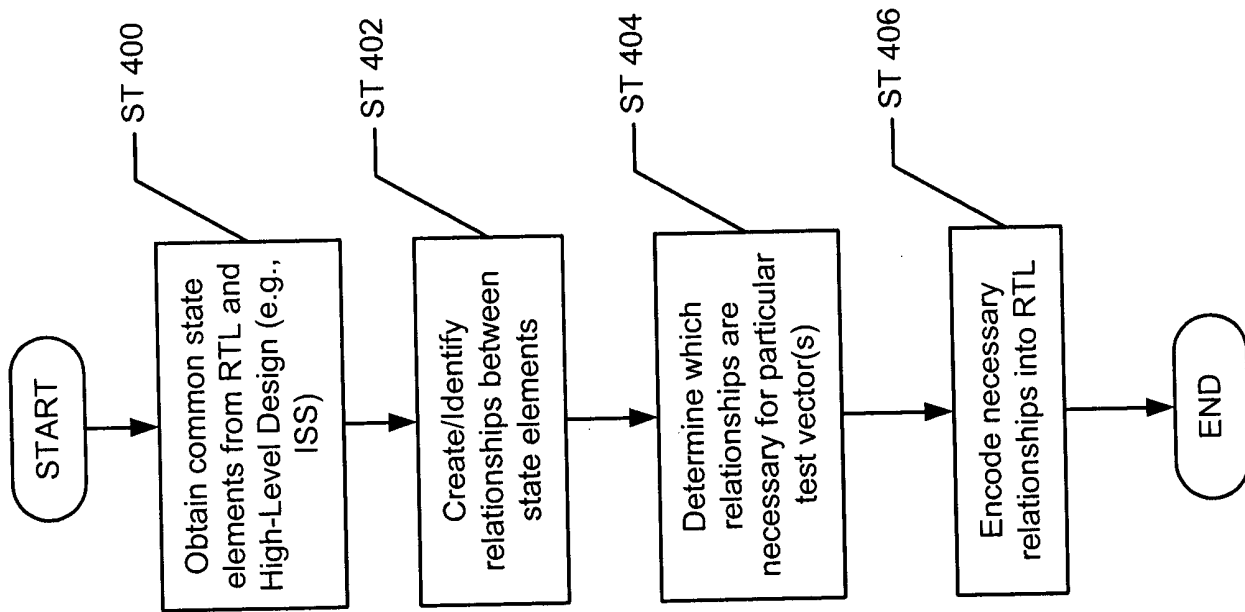 START
Obtain common state
elements from RTL and
High-Level Design (e.g.,
ISS)
ST 400
Create/Identify
relationships between
state elements
ST 402
Determine which
relationships are
necessary for particular
test vector(s)
ST 404
Encode necessary
relationships into RTL
ST 406
END